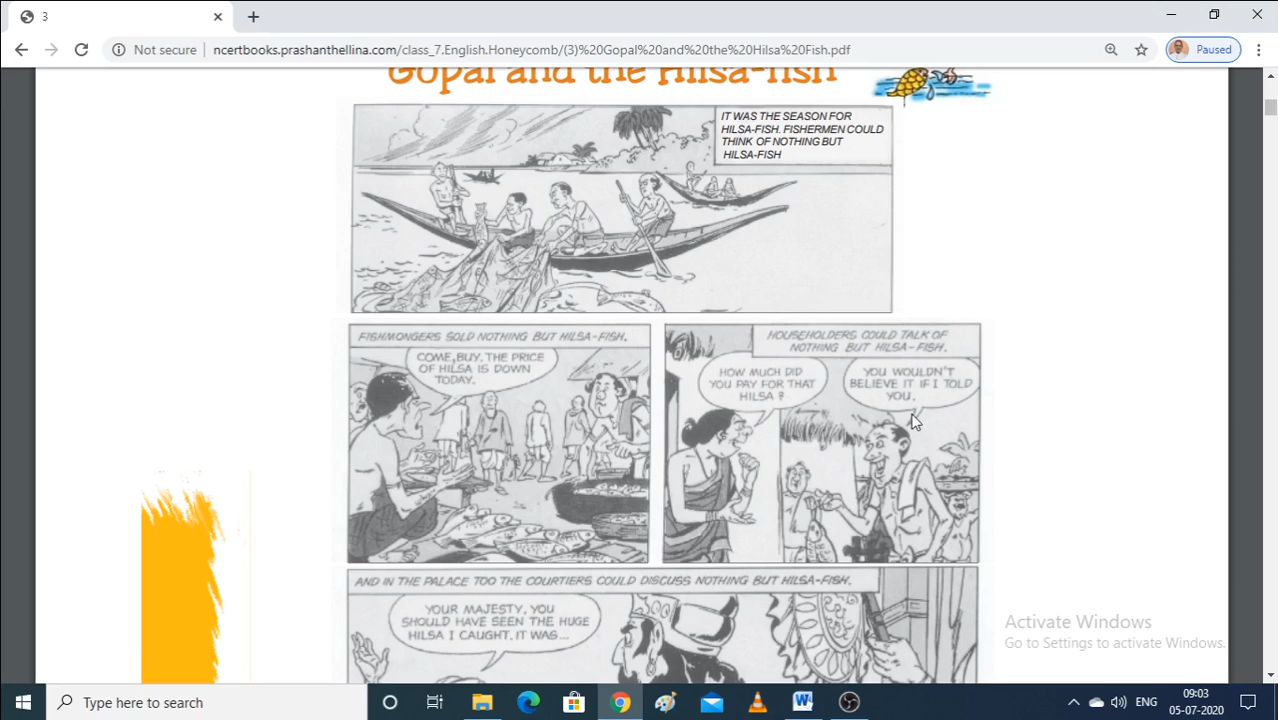 3
Not secure
ncertbooks.prashanthellina.com/class_7.English.Honeycomb/(3)%20Gopal%20and%20the%20Hilsa%20Fish.pdf
Paused
Gopal and the Hilsa-fish
IT WAS THE SEASON FOR
HILSA-FISH. FISHERMEN COULD
THINK OF NOTHING BUT
HILSA-FISH
FISHMONGERS SOLD NOTHING BUT HILSA-FISH.
COME, BUY. THE PRICE
OF HILSA IS DOWN
TODAY.
HOUSEHOLDERS COULD TALK OF
NOTHING BUT HILSA-FISH.
HOW MUCH DID
YOU PAY FOR THAT
HILSA?
YOU WOULDN'T
BELIEVE IT IF I TOLD
YOU.
AND IN THE PALACE TOO THE COURTIERS COULD DISCUSS NOTHING BUT HILSA-FISH.
YOUR MAJESTY, YOU
SHOULD HAVE SEEN THE HUGE
HILSA I CAUGHT. IT WAS...
Activate Windows
Go to Settings to activate Windows.
Type here to search
ENG
09:03
05-07-2020